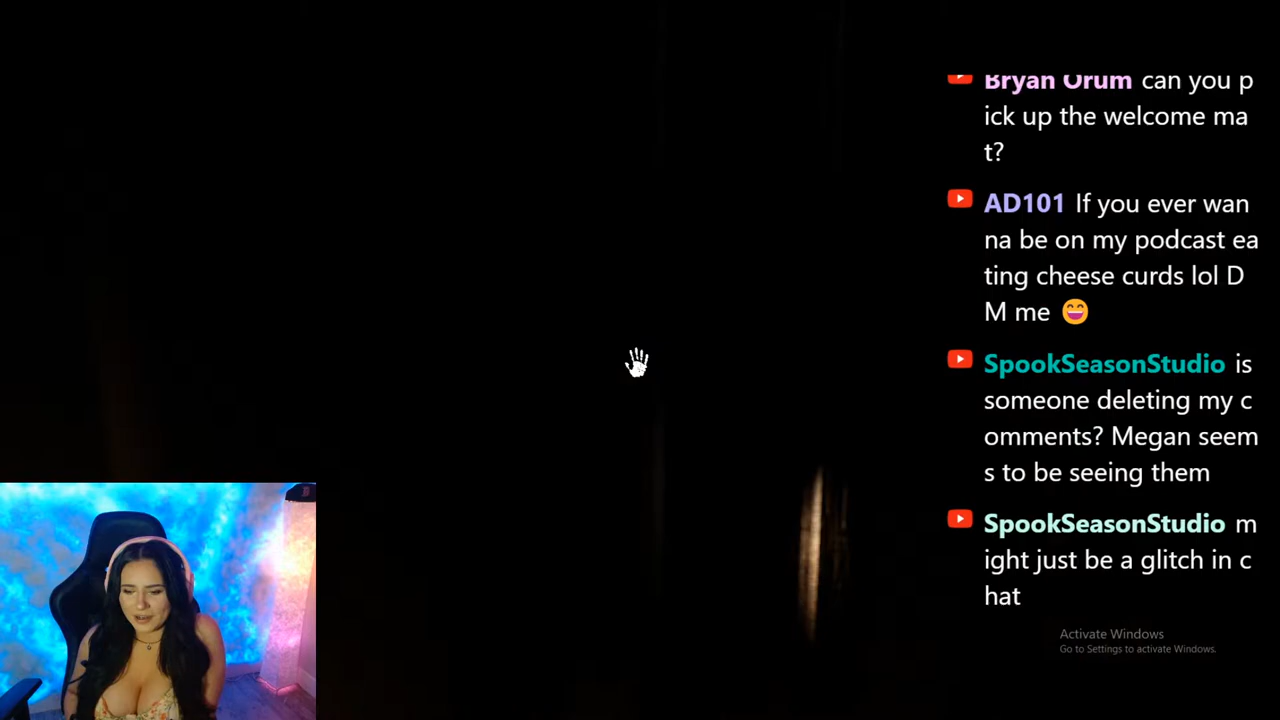 Bryan Orum can you p
ick up the welcome ma
t?
AD101 If you ever wan
na be on my podcast ea
ting cheese curds lol D
M me 😄
SpookSeasonStudio is
someone deleting my c
omments? Megan seem
s to be seeing them
SpookSeasonStudio m
ight just be a glitch in c
hat
Activate Windows
Go to Settings to activate Windows.